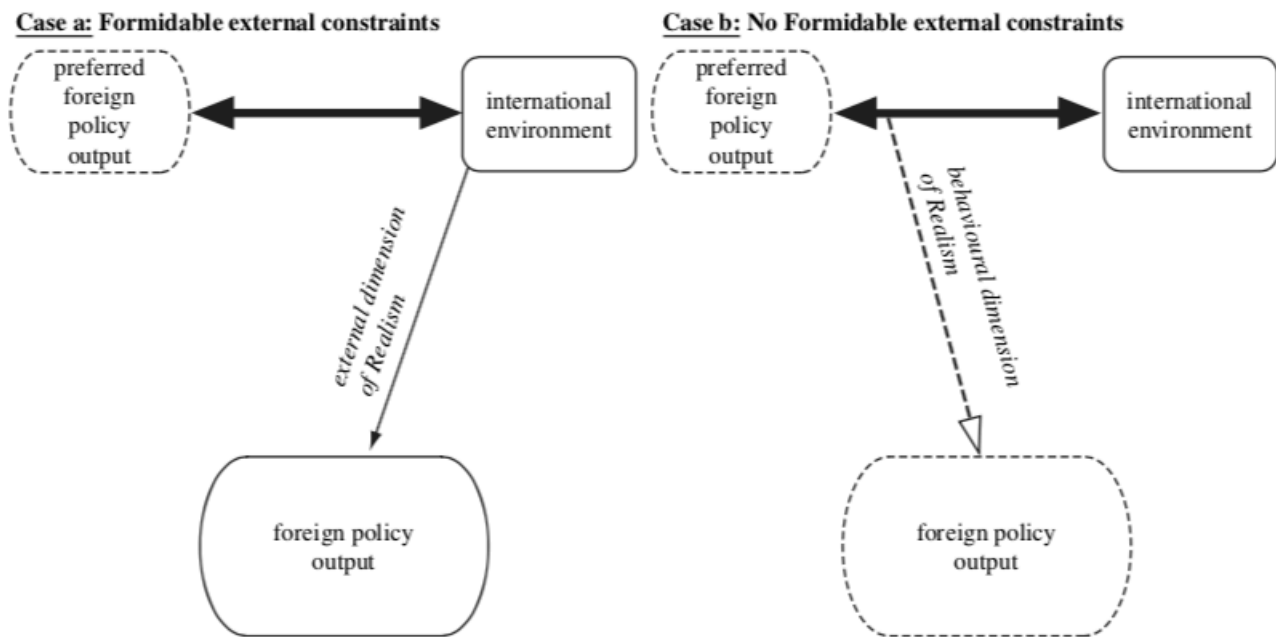 Case a: Formidable external constraints
preferred
foreign
policy
output
international
environment
external dimension
of Realism
foreign policy
output
Case b: No Formidable external constraints
preferred
foreign
policy
output
international
environment
behavioural dimension
of Realism
foreign policy
output